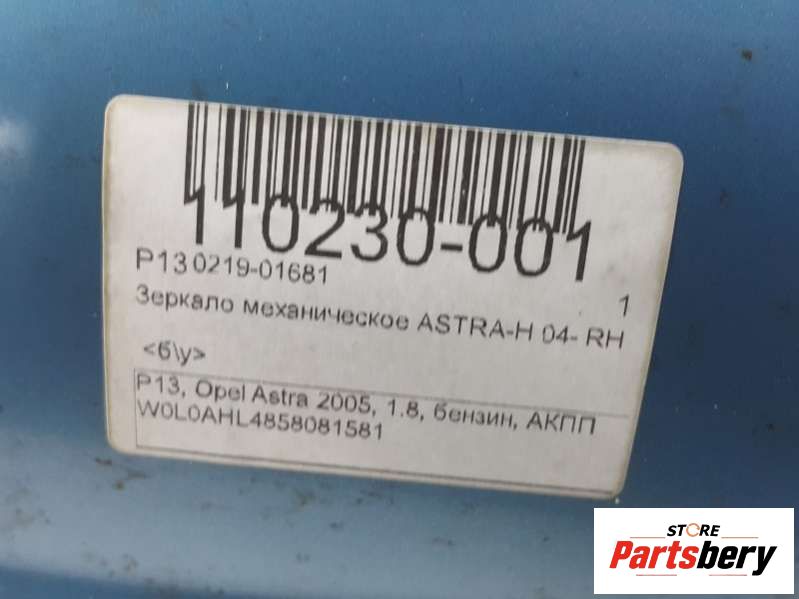 110230-001
P13 0219-01681
1
Зеркало механическое ASTRA-H 04- RH
<б\у>
P13, Opel Astra 2005, 1.8, бензин, АКПП
W0L0AHL4858081581
STORE
Partsbery